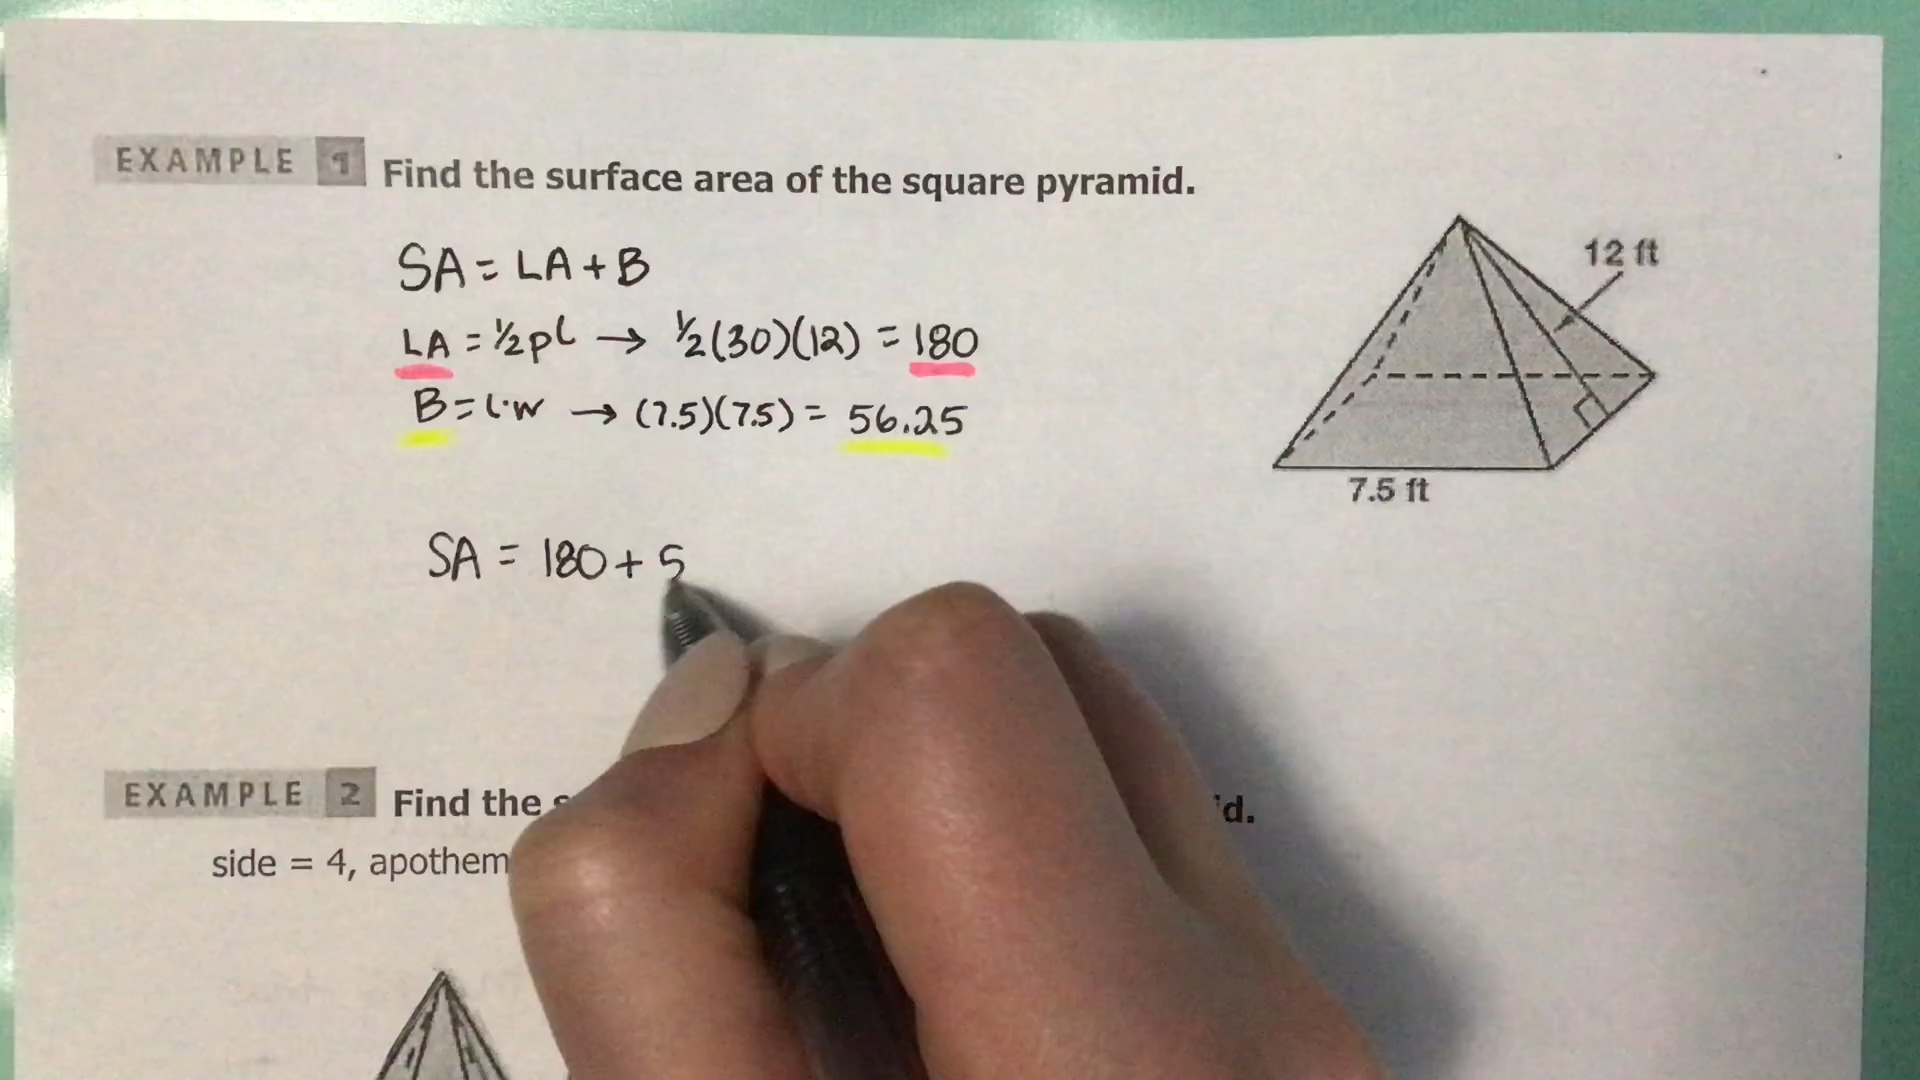 EXAMPLE 1 Find the surface area of the square pyramid.
SA = LA + B
LA = ½pl → ½(30)(12) = 180
B = l·w → (7.5)(7.5) = 56.25
12 ft
7.5 ft
SA = 180 + 5
EXAMPLE 2 Find the
side = 4, apothem